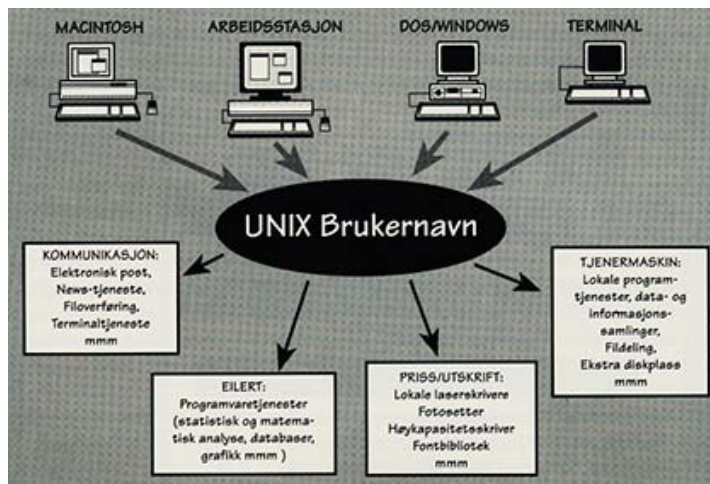 MACINTOSH
ARBEIDSSTASJON
DOS/WINDOWS
TERMINAL
UNIX Brukernavn
KOMMUNIKASJON:
Elektronisk post,
News-tjeneste,
Filoverføring,
Terminaltjeneste
mmm
EILERT:
Programvaretjenester
(statistisk og matema-
tisk analyse, databaser,
grafikk mmm )
PRISS/UTSKRIFT:
Lokale laserskrivere
Fotosetter
Høykapasitetsskriver
Fontbibliotek
mmm
TJENERMASKIN:
Lokale program-
tjenester, data- og
informasjons-
samlinger,
Fildeling,
Ekstra diskplass
mmm